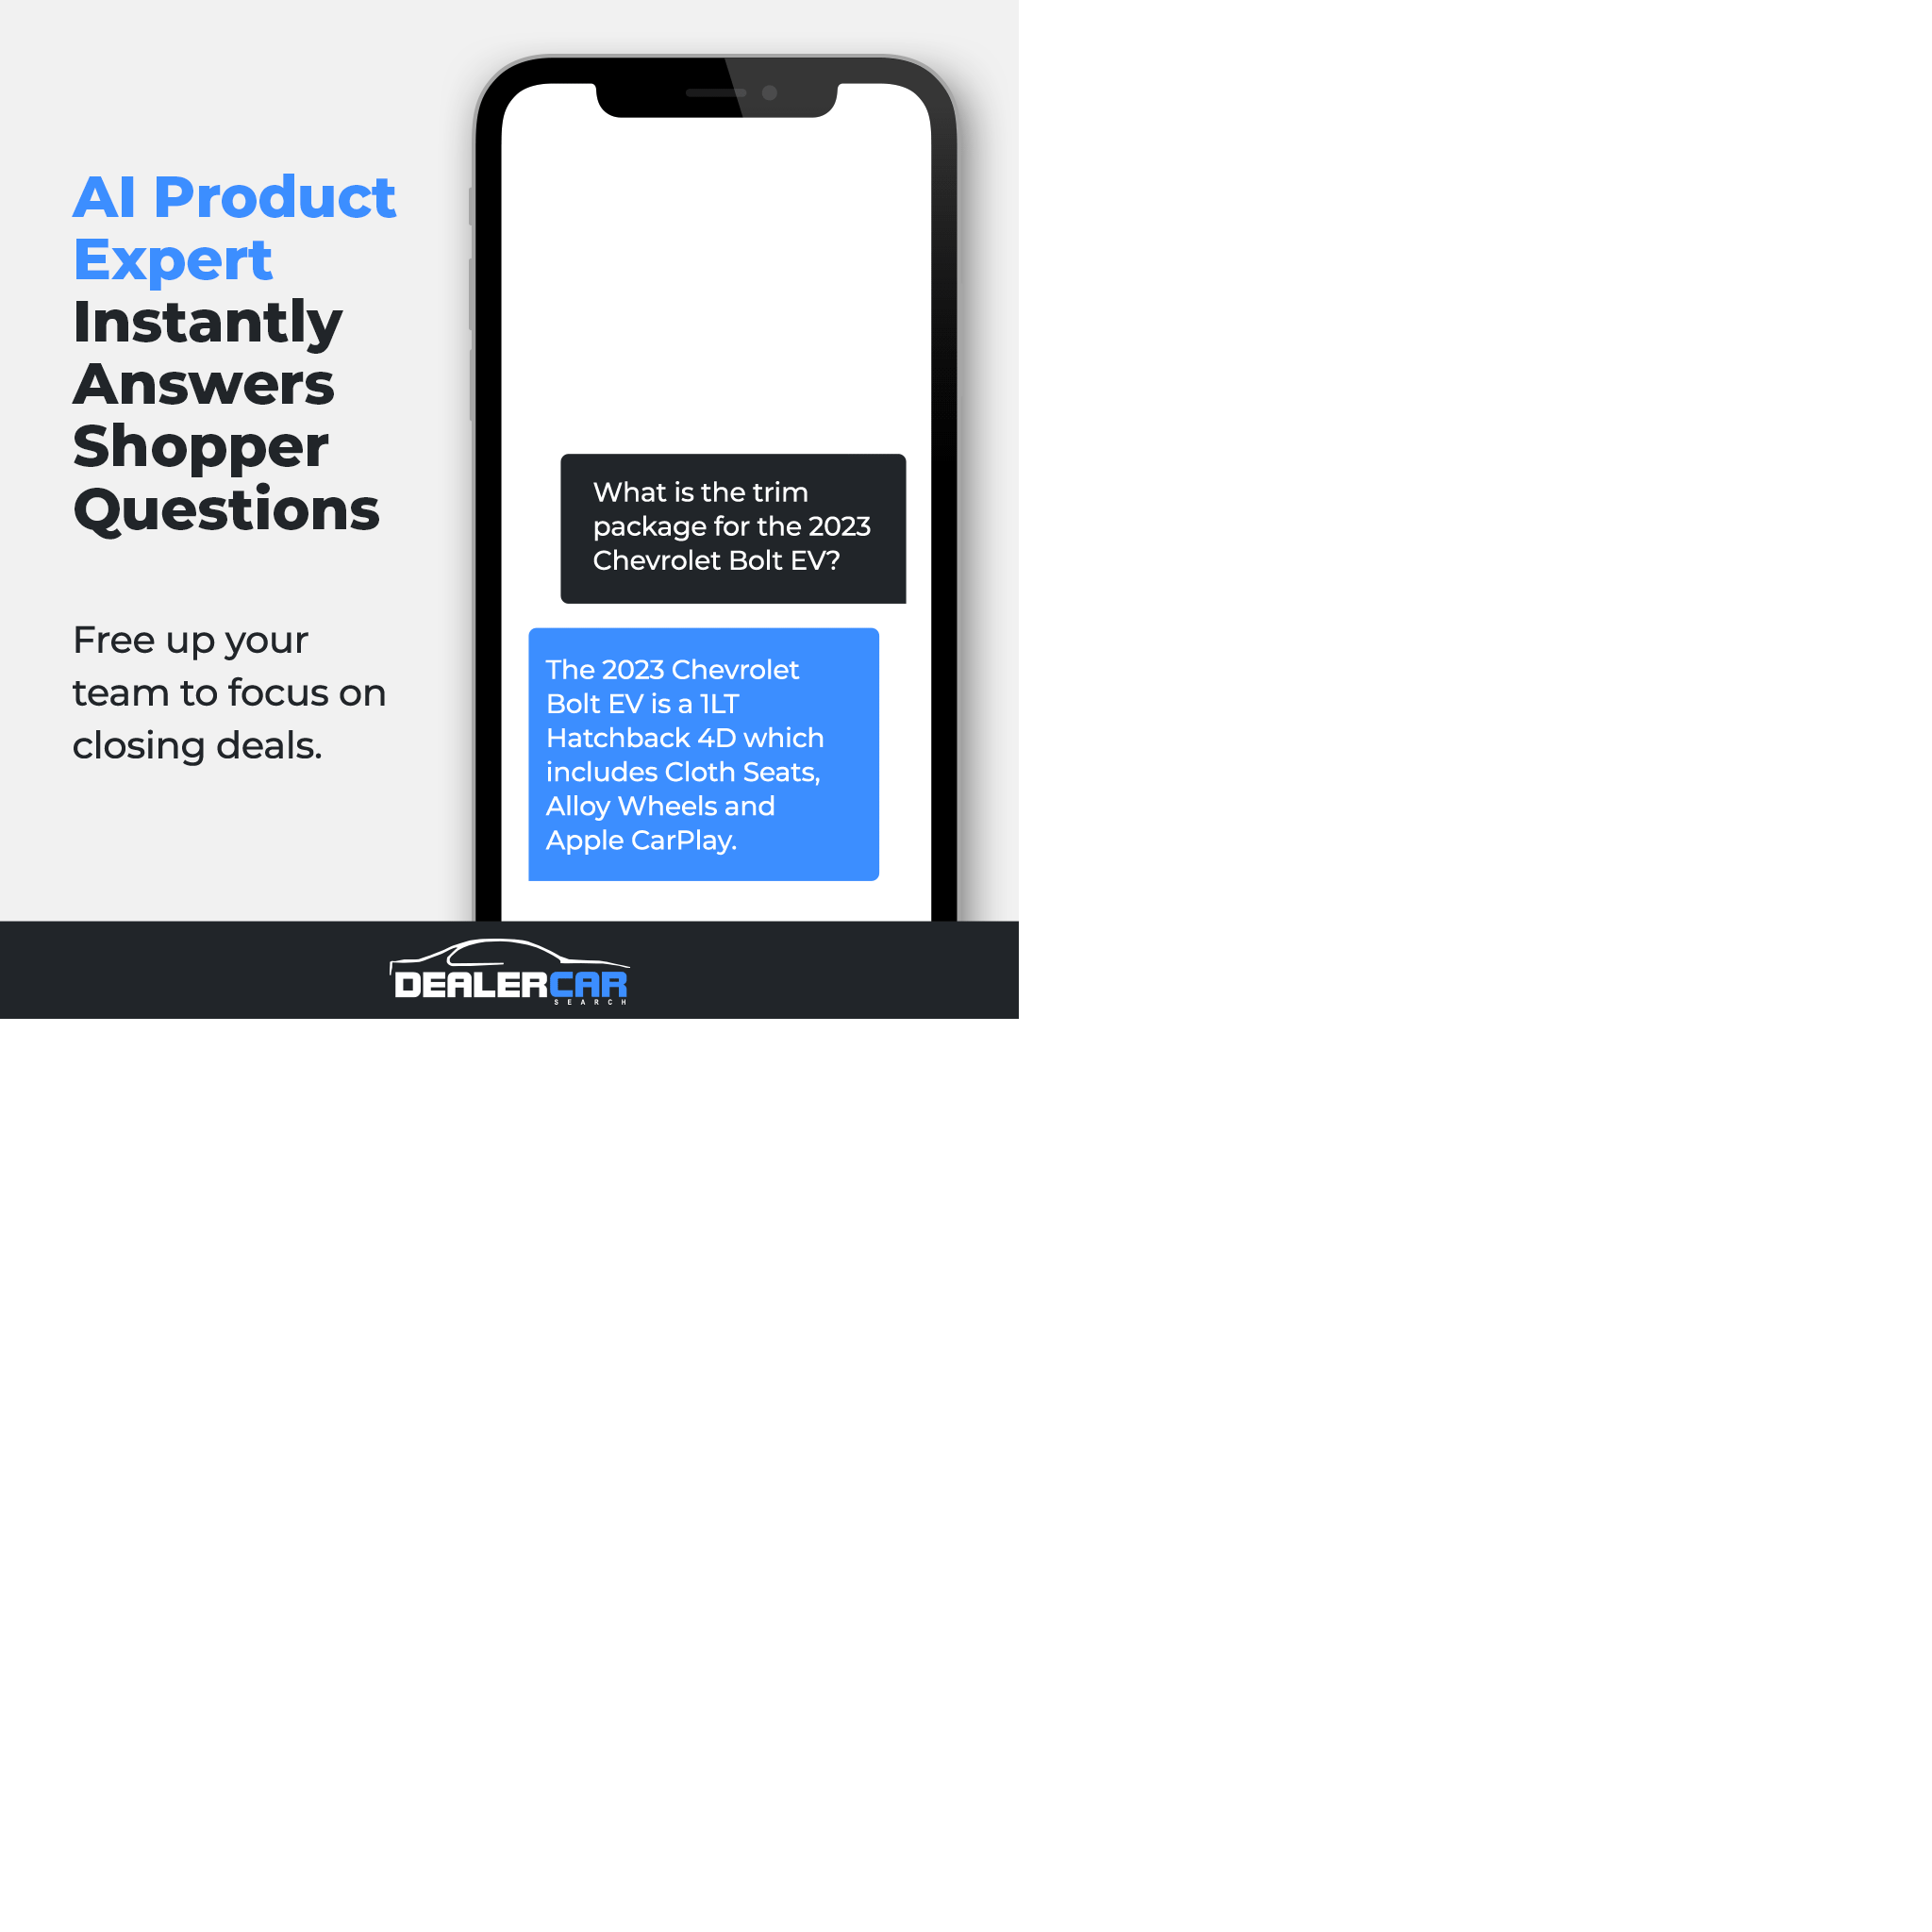 AI Product
Expert
Instantly
Answers
Shopper
Questions
Free up your
team to focus on
closing deals.
What is the trim
package for the 2023
Chevrolet Bolt EV?
The 2023 Chevrolet
Bolt EV is a 1LT
Hatchback 4D which
includes Cloth Seats,
Alloy Wheels and
Apple CarPlay.
DEALERCAR
SEARCH